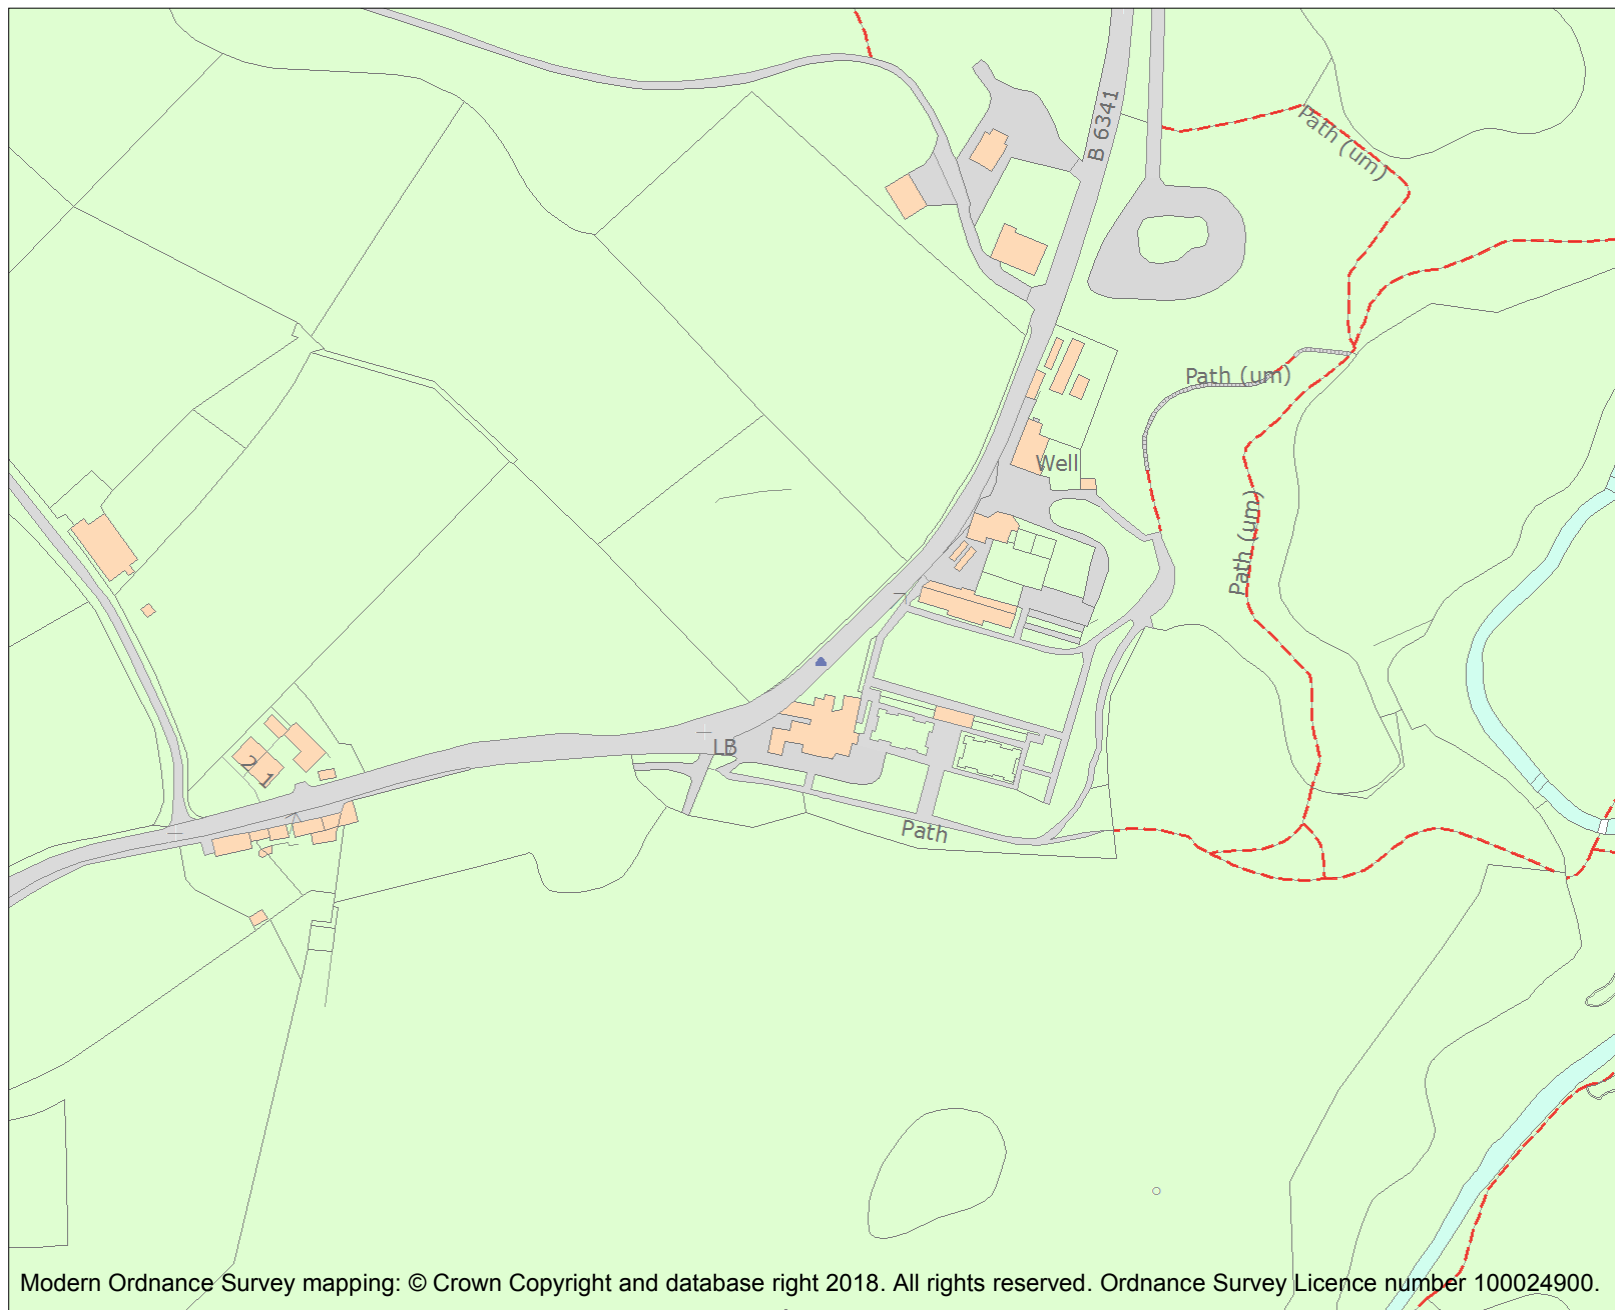 B 6341
Path (um)
Path (um)
Well
Path (um)
LB
2
1
Path
Modern Ordnance Survey mapping: © Crown Copyright and database right 2018. All rights reserved. Ordnance Survey Licence number 100024900.